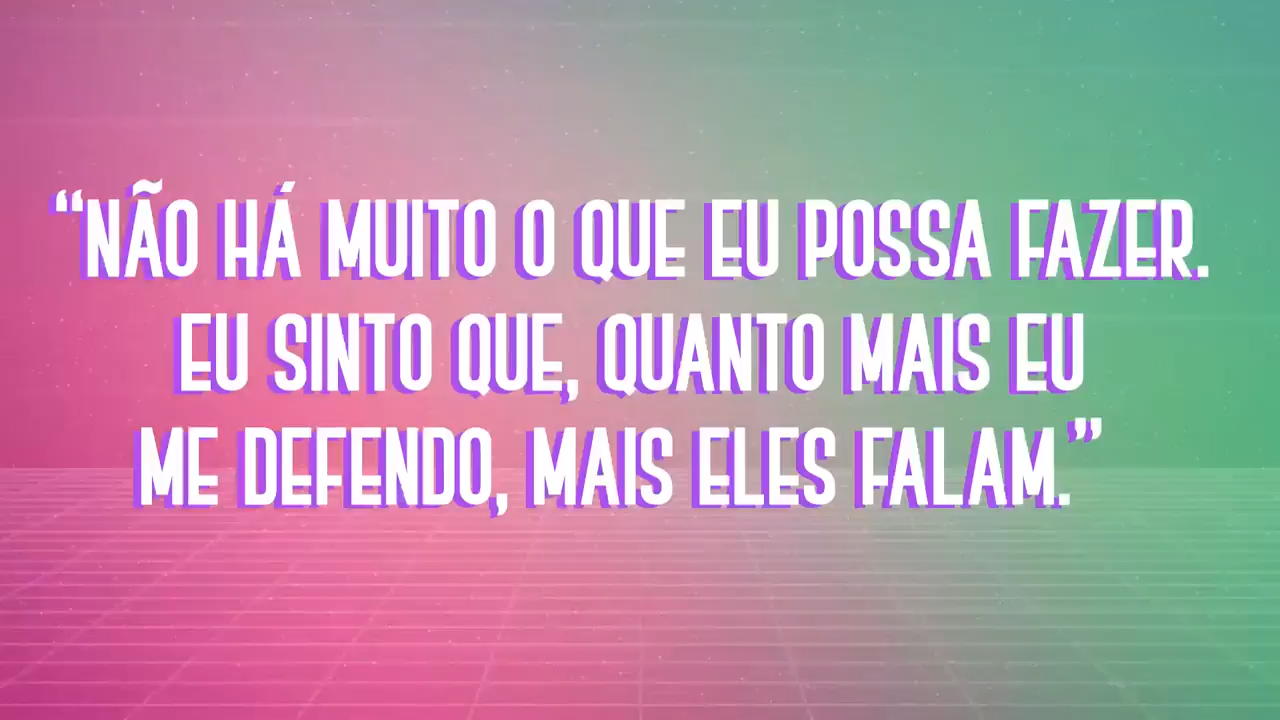 “NÃO HÁ MUITO O QUE EU POSSA FAZER.
EU SINTO QUE, QUANTO MAIS EU
ME DEFENDO, MAIS ELES FALAM.”